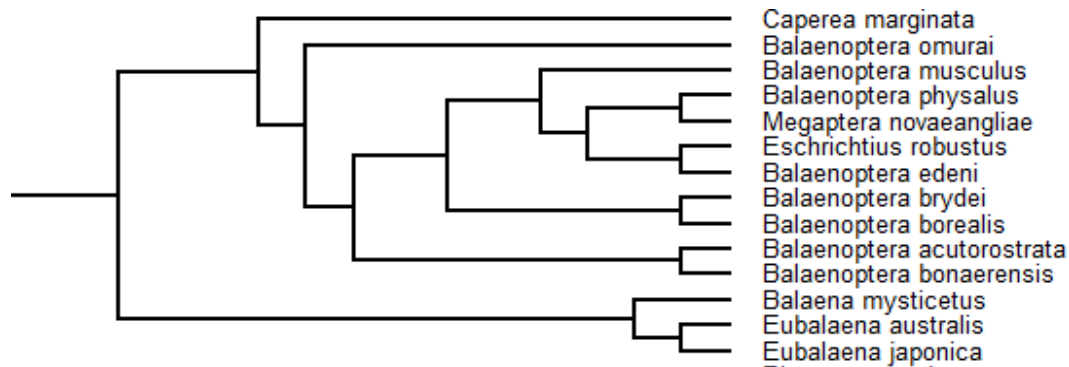 Caperea marginata
Balaenoptera omurai
Balaenoptera musculus
Balaenoptera physalus
Megaptera novaeangliae
Eschrichtius robustus
Balaenoptera edeni
Balaenoptera brydei
Balaenoptera borealis
Balaenoptera acutorostrata
Balaenoptera bonaerensis
Balaena mysticetus
Eubalaena australis
Eubalaena japonica